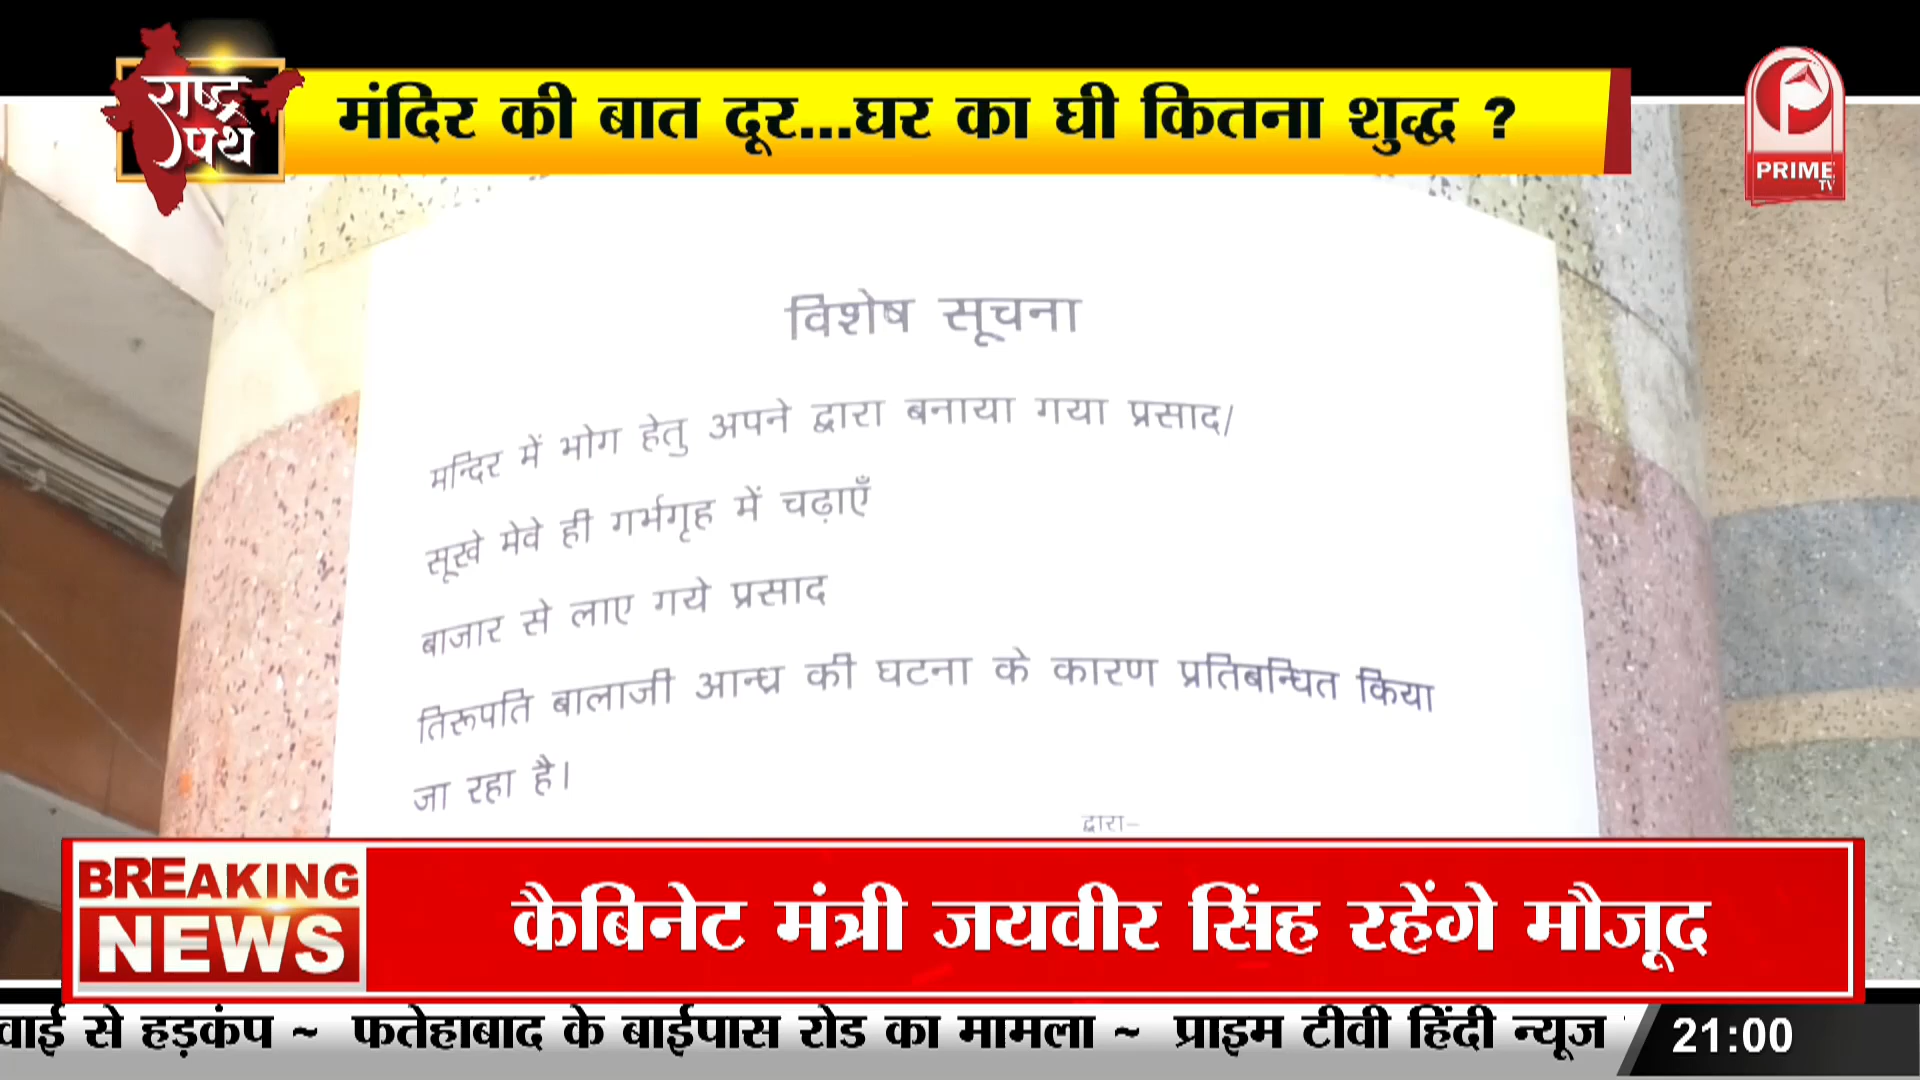 राष्ट्र
पथ
मंदिर की बात दूर...घर का घी कितना शुद्ध ?
PRIME
TV
विशेष सूचना
मन्दिर में भोग हेतु अपने द्वारा बनाया गया प्रसाद/
सूखे मेवे ही गर्भगृह में चढ़ाएँ
बाजार से लाए गये प्रसाद
तिरूपति बालाजी आन्ध्र की घटना के कारण प्रतिबन्धित किया
जा रहा है।
द्वारा–
BREAKING
NEWS
कैबिनेट मंत्री जयवीर सिंह रहेंगे मौजूद
से हड़कंप ~ फतेहाबाद के बाईपास रोड का मामला ~ प्राइम टीवी हिंदी न्यूज
21:00